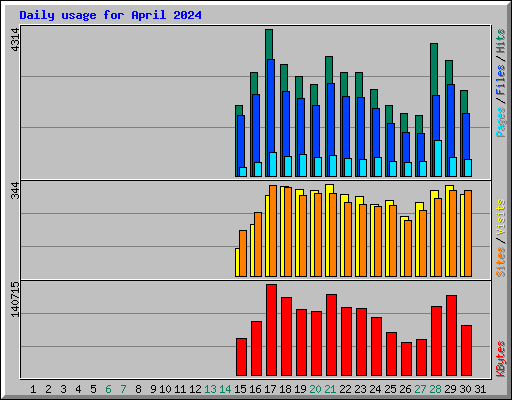 Daily usage for April 2024
4314
Pages / Files / Hits
344
Sites / Visits
140715
KBytes
1 2 3 4 5 6 7 8 9 10 11 12 13 14 15 16 17 18 19 20 21 22 23 24 25 26 27 28 29 30 31